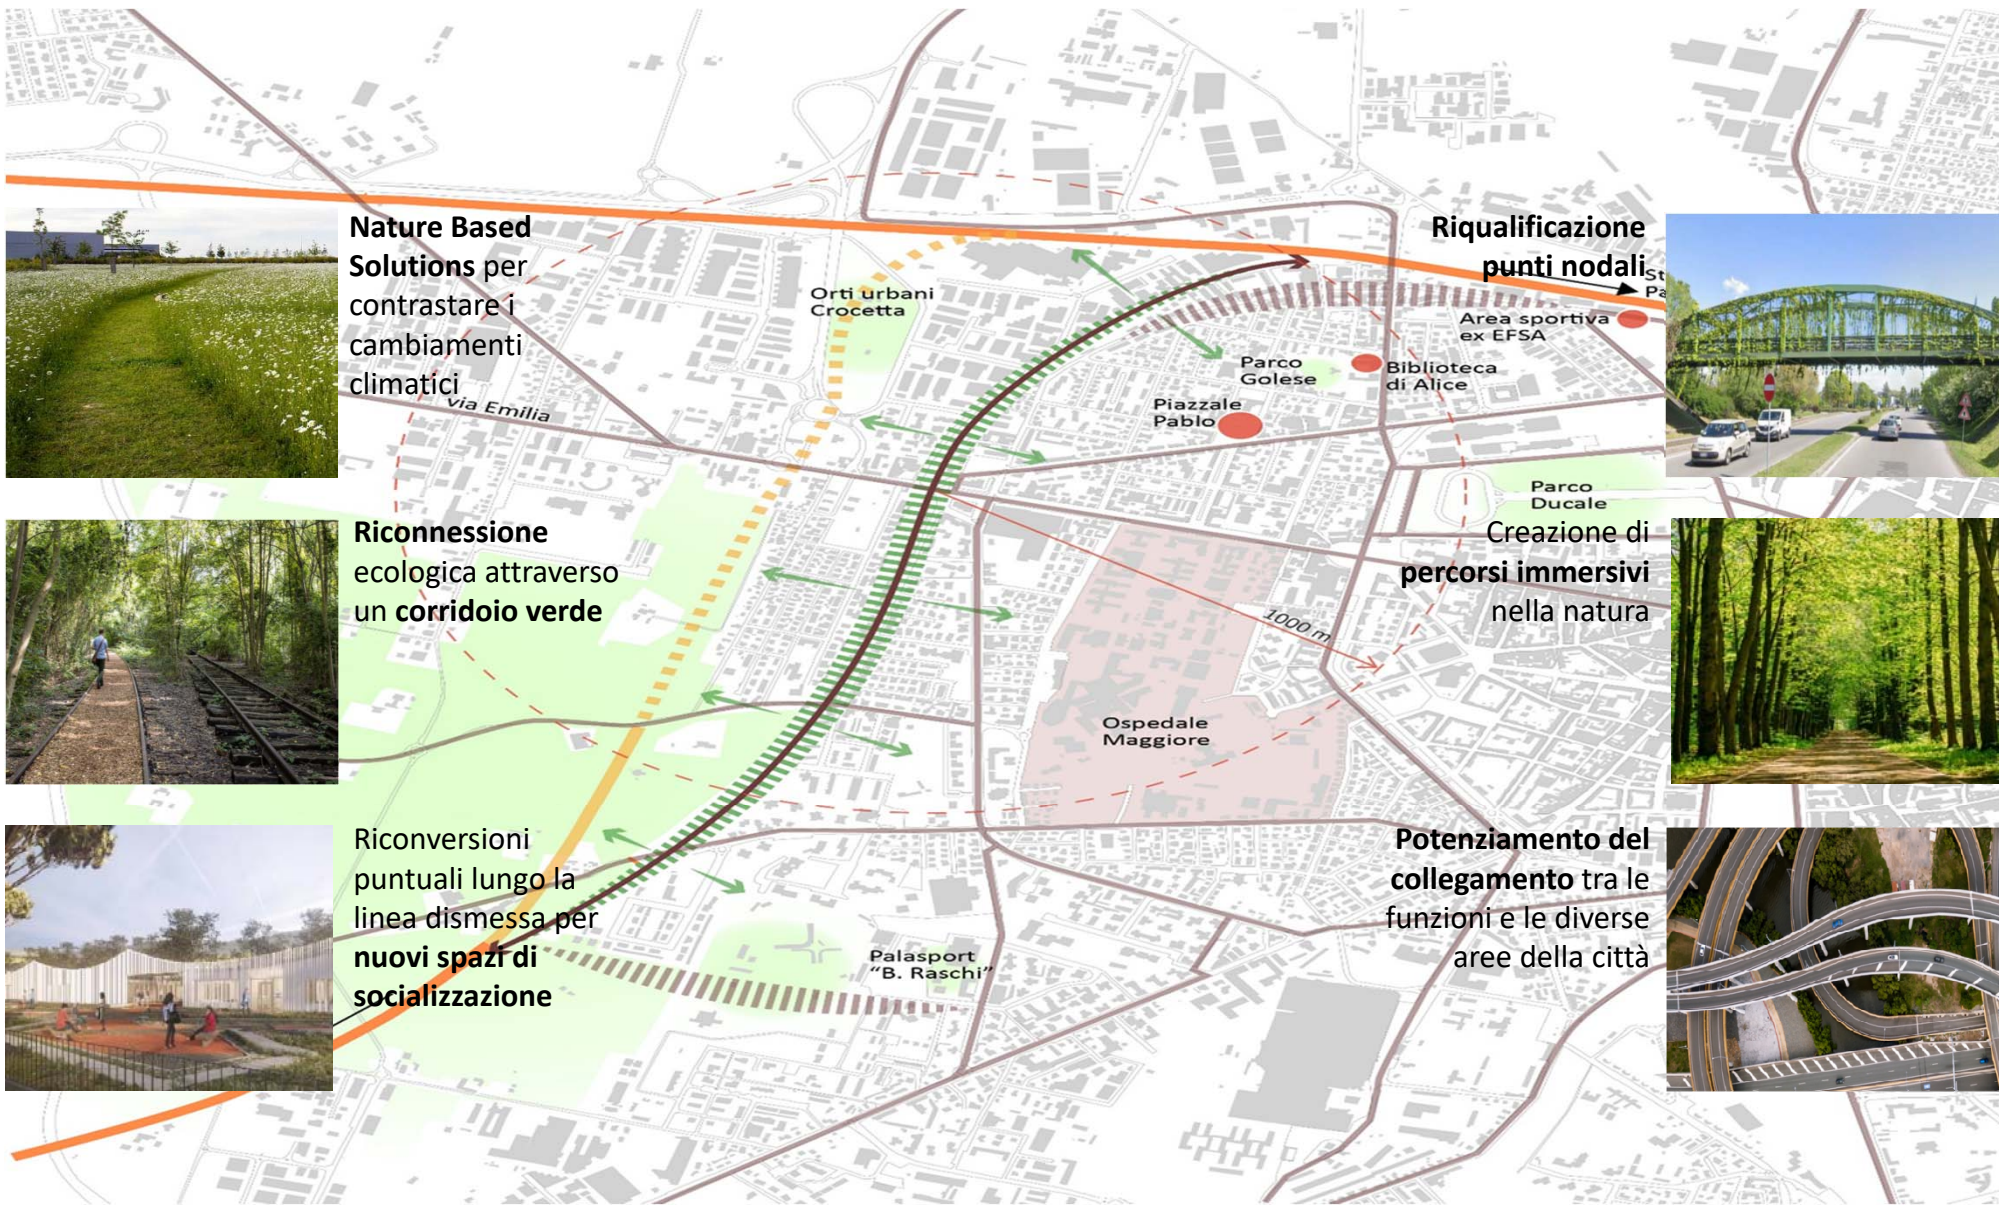 Nature Based
Solutions per
contrastare i
cambiamenti
climatici
via Emilia
Riconnessione
ecologica attraverso
un corridoio verde
Riconversioni
puntuali lungo la
linea dismessa per
nuovi spazi di
socializzazione
Orti urbani
Crocetta
Parco
Golese
Piazzale
Pablo
Biblioteca
di Alice
Area sportiva
ex EFSA
Parco
Ducale
1000 m
Ospedale
Maggiore
Palasport
"B. Raschi"
Riqualificazione
punti nodali
St
Pa
Creazione di
percorsi immersivi
nella natura
Potenziamento del
collegamento tra le
funzioni e le diverse
aree della città